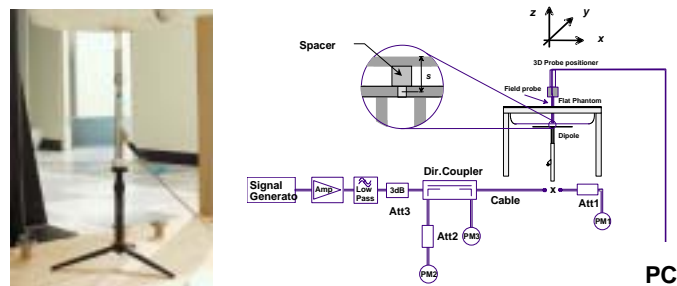 z
y
x
Spacer
s
3D Probe positioner
Field probe
Flat Phantom
Dipole
Signal
Generato
Amp
Low
Pass
3dB
Att3
Dir.Coupler
Cable
x
Att1
PM1
Att2
PM3
PM2
PC